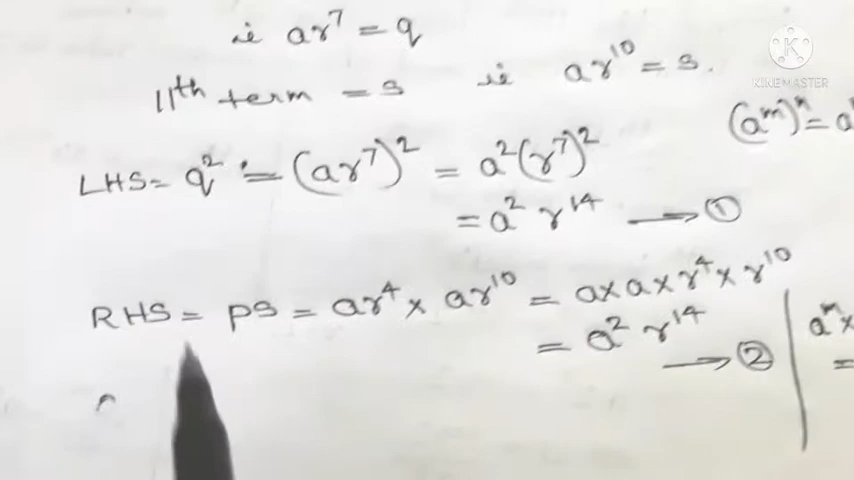 ie ar⁷ = q
11th term = s ie ar¹⁰ = s.
(aᵐ)ⁿ = a
LHS = q² = (ar⁷)² = a²(r⁷)²
= a² r¹⁴ → ①
RHS = ps = ar⁴ × ar¹⁰ = a×a×r⁴×r¹⁰
= a² r¹⁴ → ②
aᵐ×
=
K
KINEMASTER